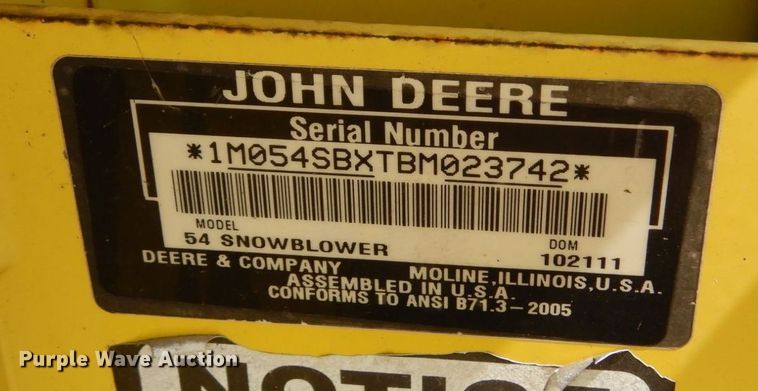 JOHN DEERE
Serial Number
*1M054SBXTBM023742*
MODEL
54 SNOWBLOWER
DOM
102111
DEERE & COMPANY MOLINE, ILLINOIS, U.S.A.
ASSEMBLED IN U.S.A.
CONFORMS TO ANSI B71.3-2005
NOTICE
Purple Wave Auction